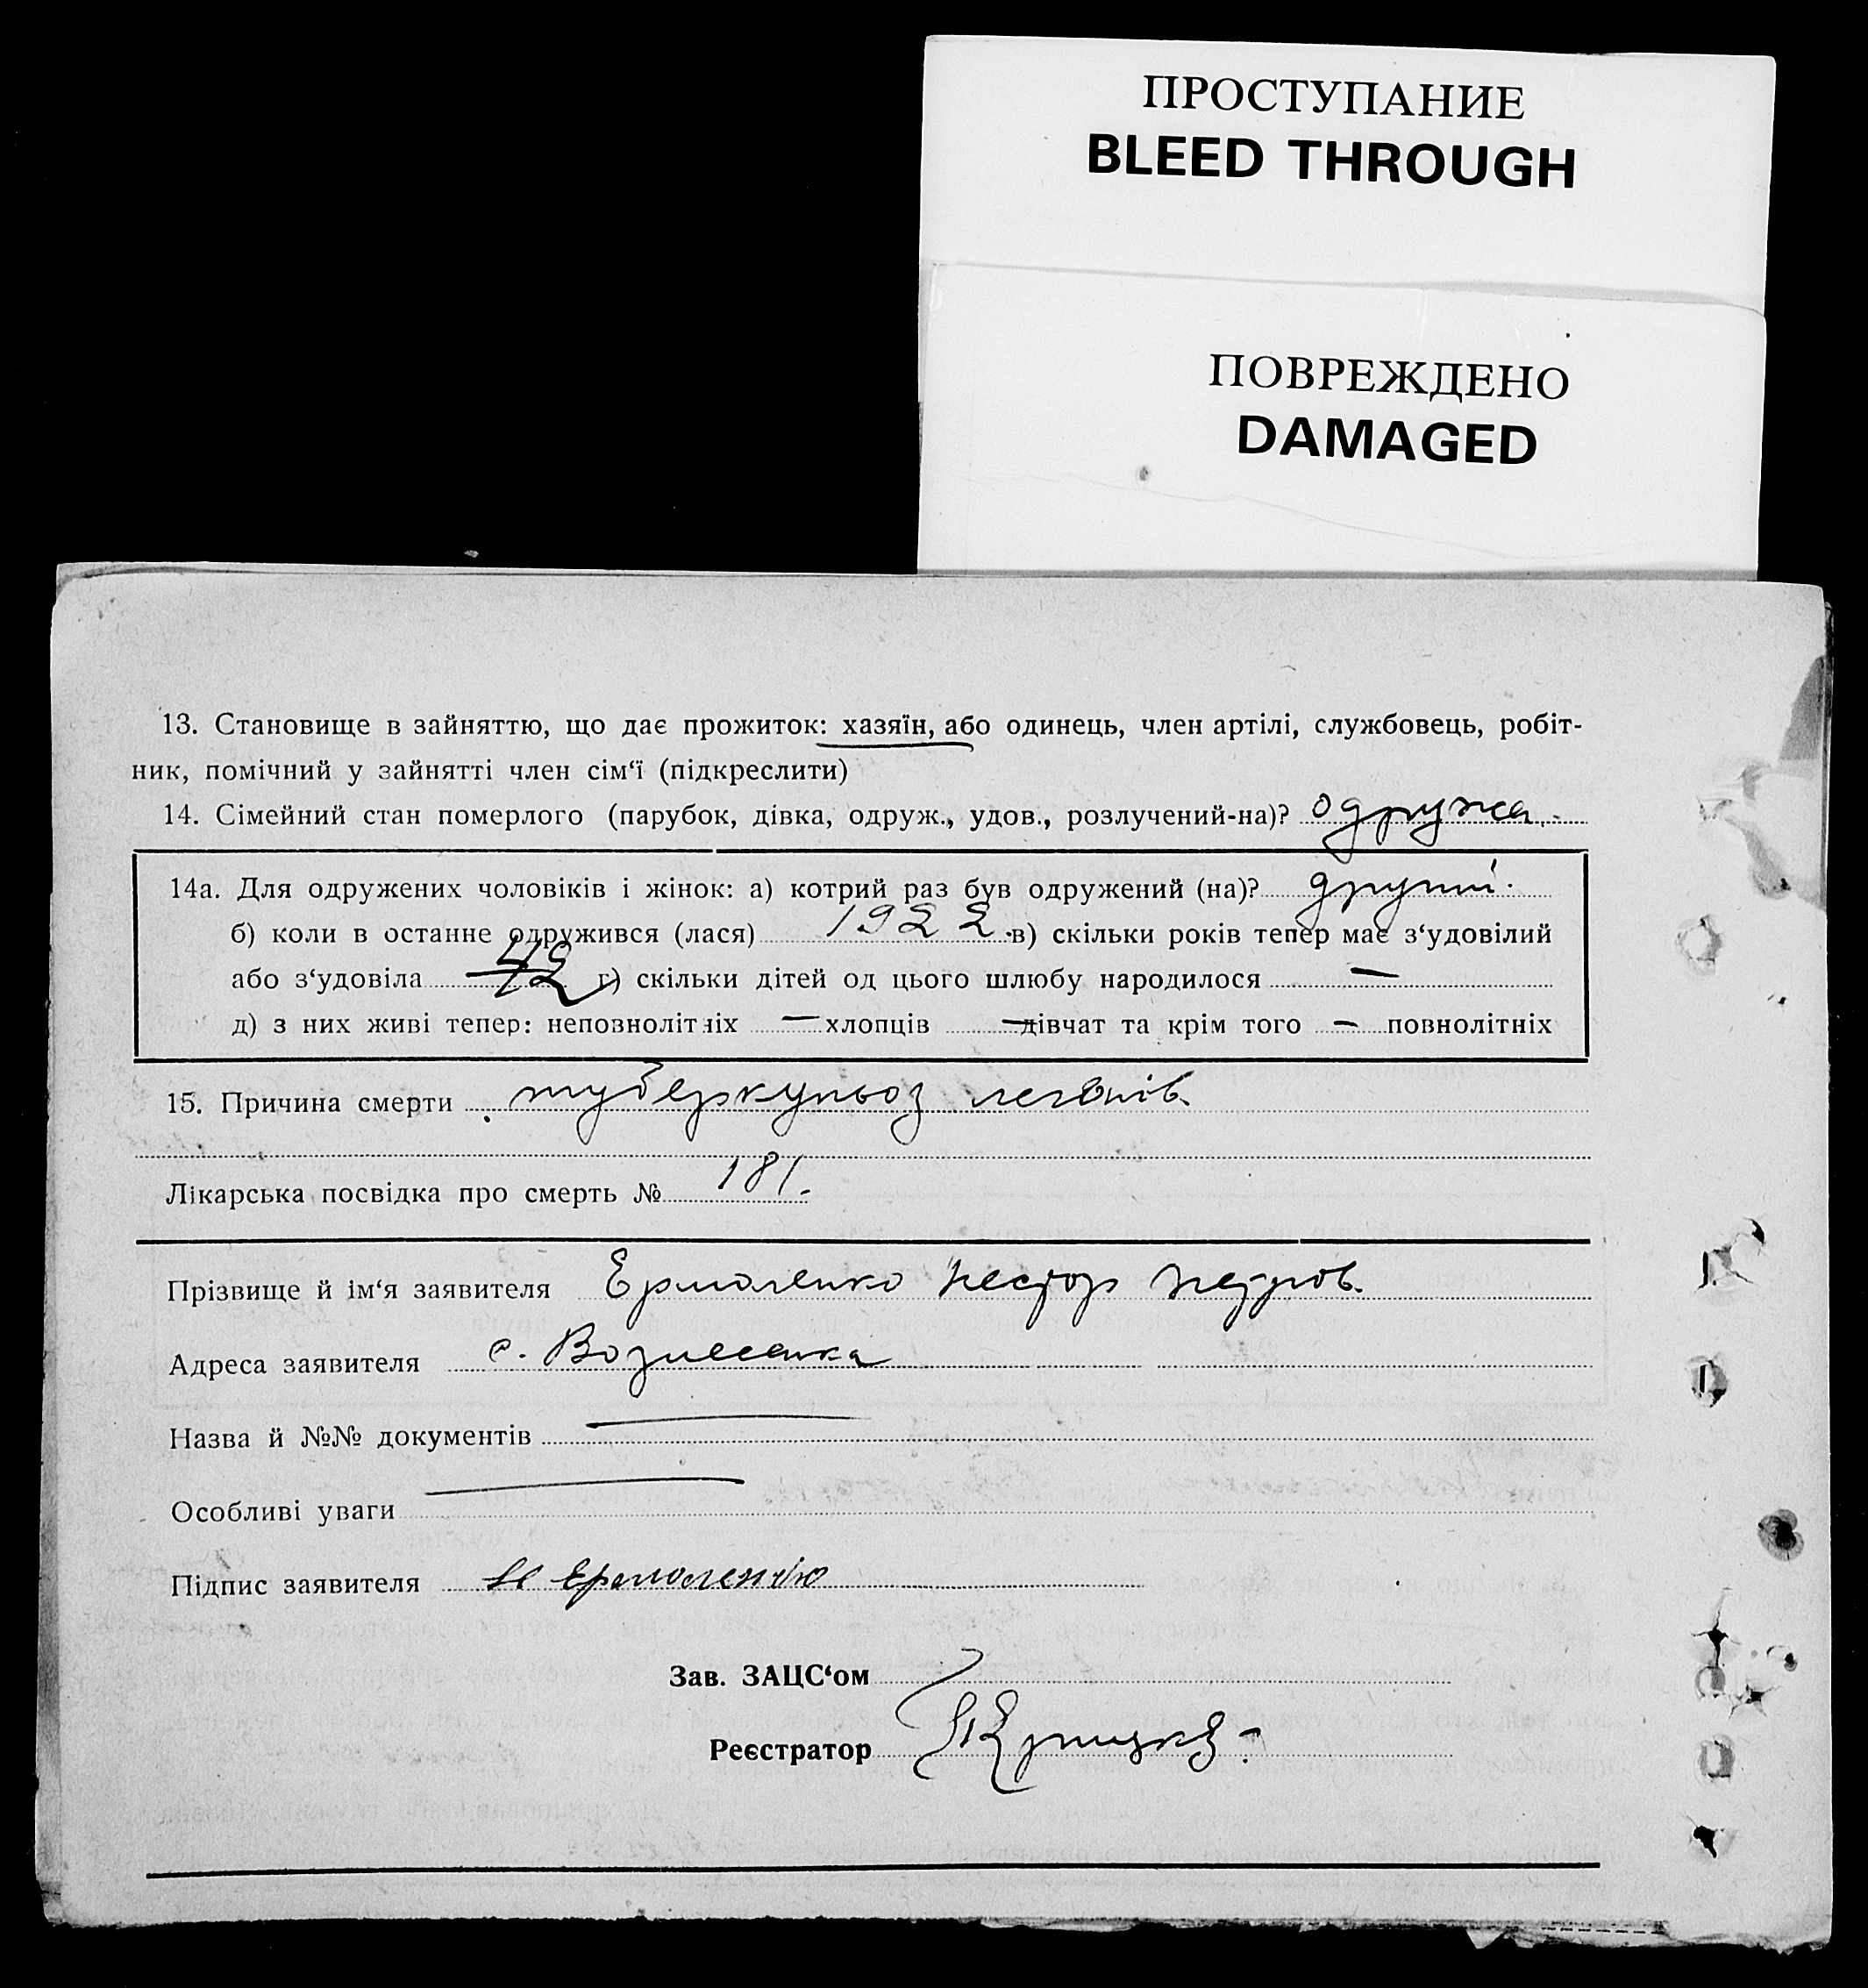 ПРОСТУПАНИЕ
BLEED THROUGH
ПОВРЕЖДЕНО
DAMAGED
13. Становище в зайняттю, що дає прожиток: хазяїн, або одинець, член артілі, службовець, робіт-
ник, помічний у зайнятті член сім‘ї (підкреслити)
14. Сімейний стан померлого (парубок, дівка, одруж., удов., розлучений-на)? одружена
14а. Для одружених чоловіків і жінок: а) котрий раз був одружений (на)? другий
б) коли в останне одружився (лася) 1922 в) скільки років тепер має з‘удовілий
або з‘удовіла 42 г) скільки дітей од цього шлюбу народилося —
д) з них живі тепер: неповнолітніх — хлопців — дівчат та крім того — повнолітніх
15. Причина смерти туберкульоз легенів.
Лікарська посвідка про смерть № 181.
Прізвище й ім‘я заявителя Ермоленко Нестор Петров.
Адреса заявителя с. Вознесенка
Назва й №№ документів —
Особливі уваги —
Підпис заявителя Н Ермоленко
Зав. ЗАЦС‘ом
Реєстратор